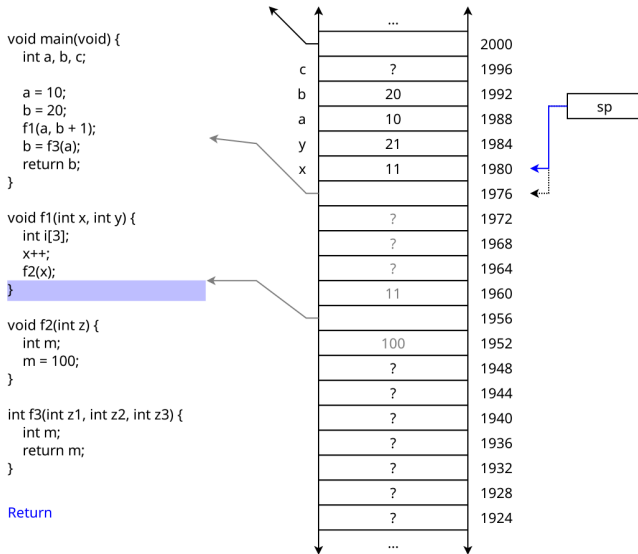 void main(void) {
int a, b, c;
a = 10;
b = 20;
f1(a, b + 1);
b = f3(a);
return b;
}
void f1(int x, int y) {
int i[3];
x++;
f2(x);
}
void f2(int z) {
int m;
m = 100;
}
int f3(int z1, int z2, int z3) {
int m;
return m;
}
Return
...
2000
c ? 1996
b 20 1992
a 10 1988
y 21 1984
x 11 1980
1976
? 1972
? 1968
? 1964
11 1960
1956
100 1952
? 1948
? 1944
? 1940
? 1936
? 1932
? 1928
? 1924
...
sp